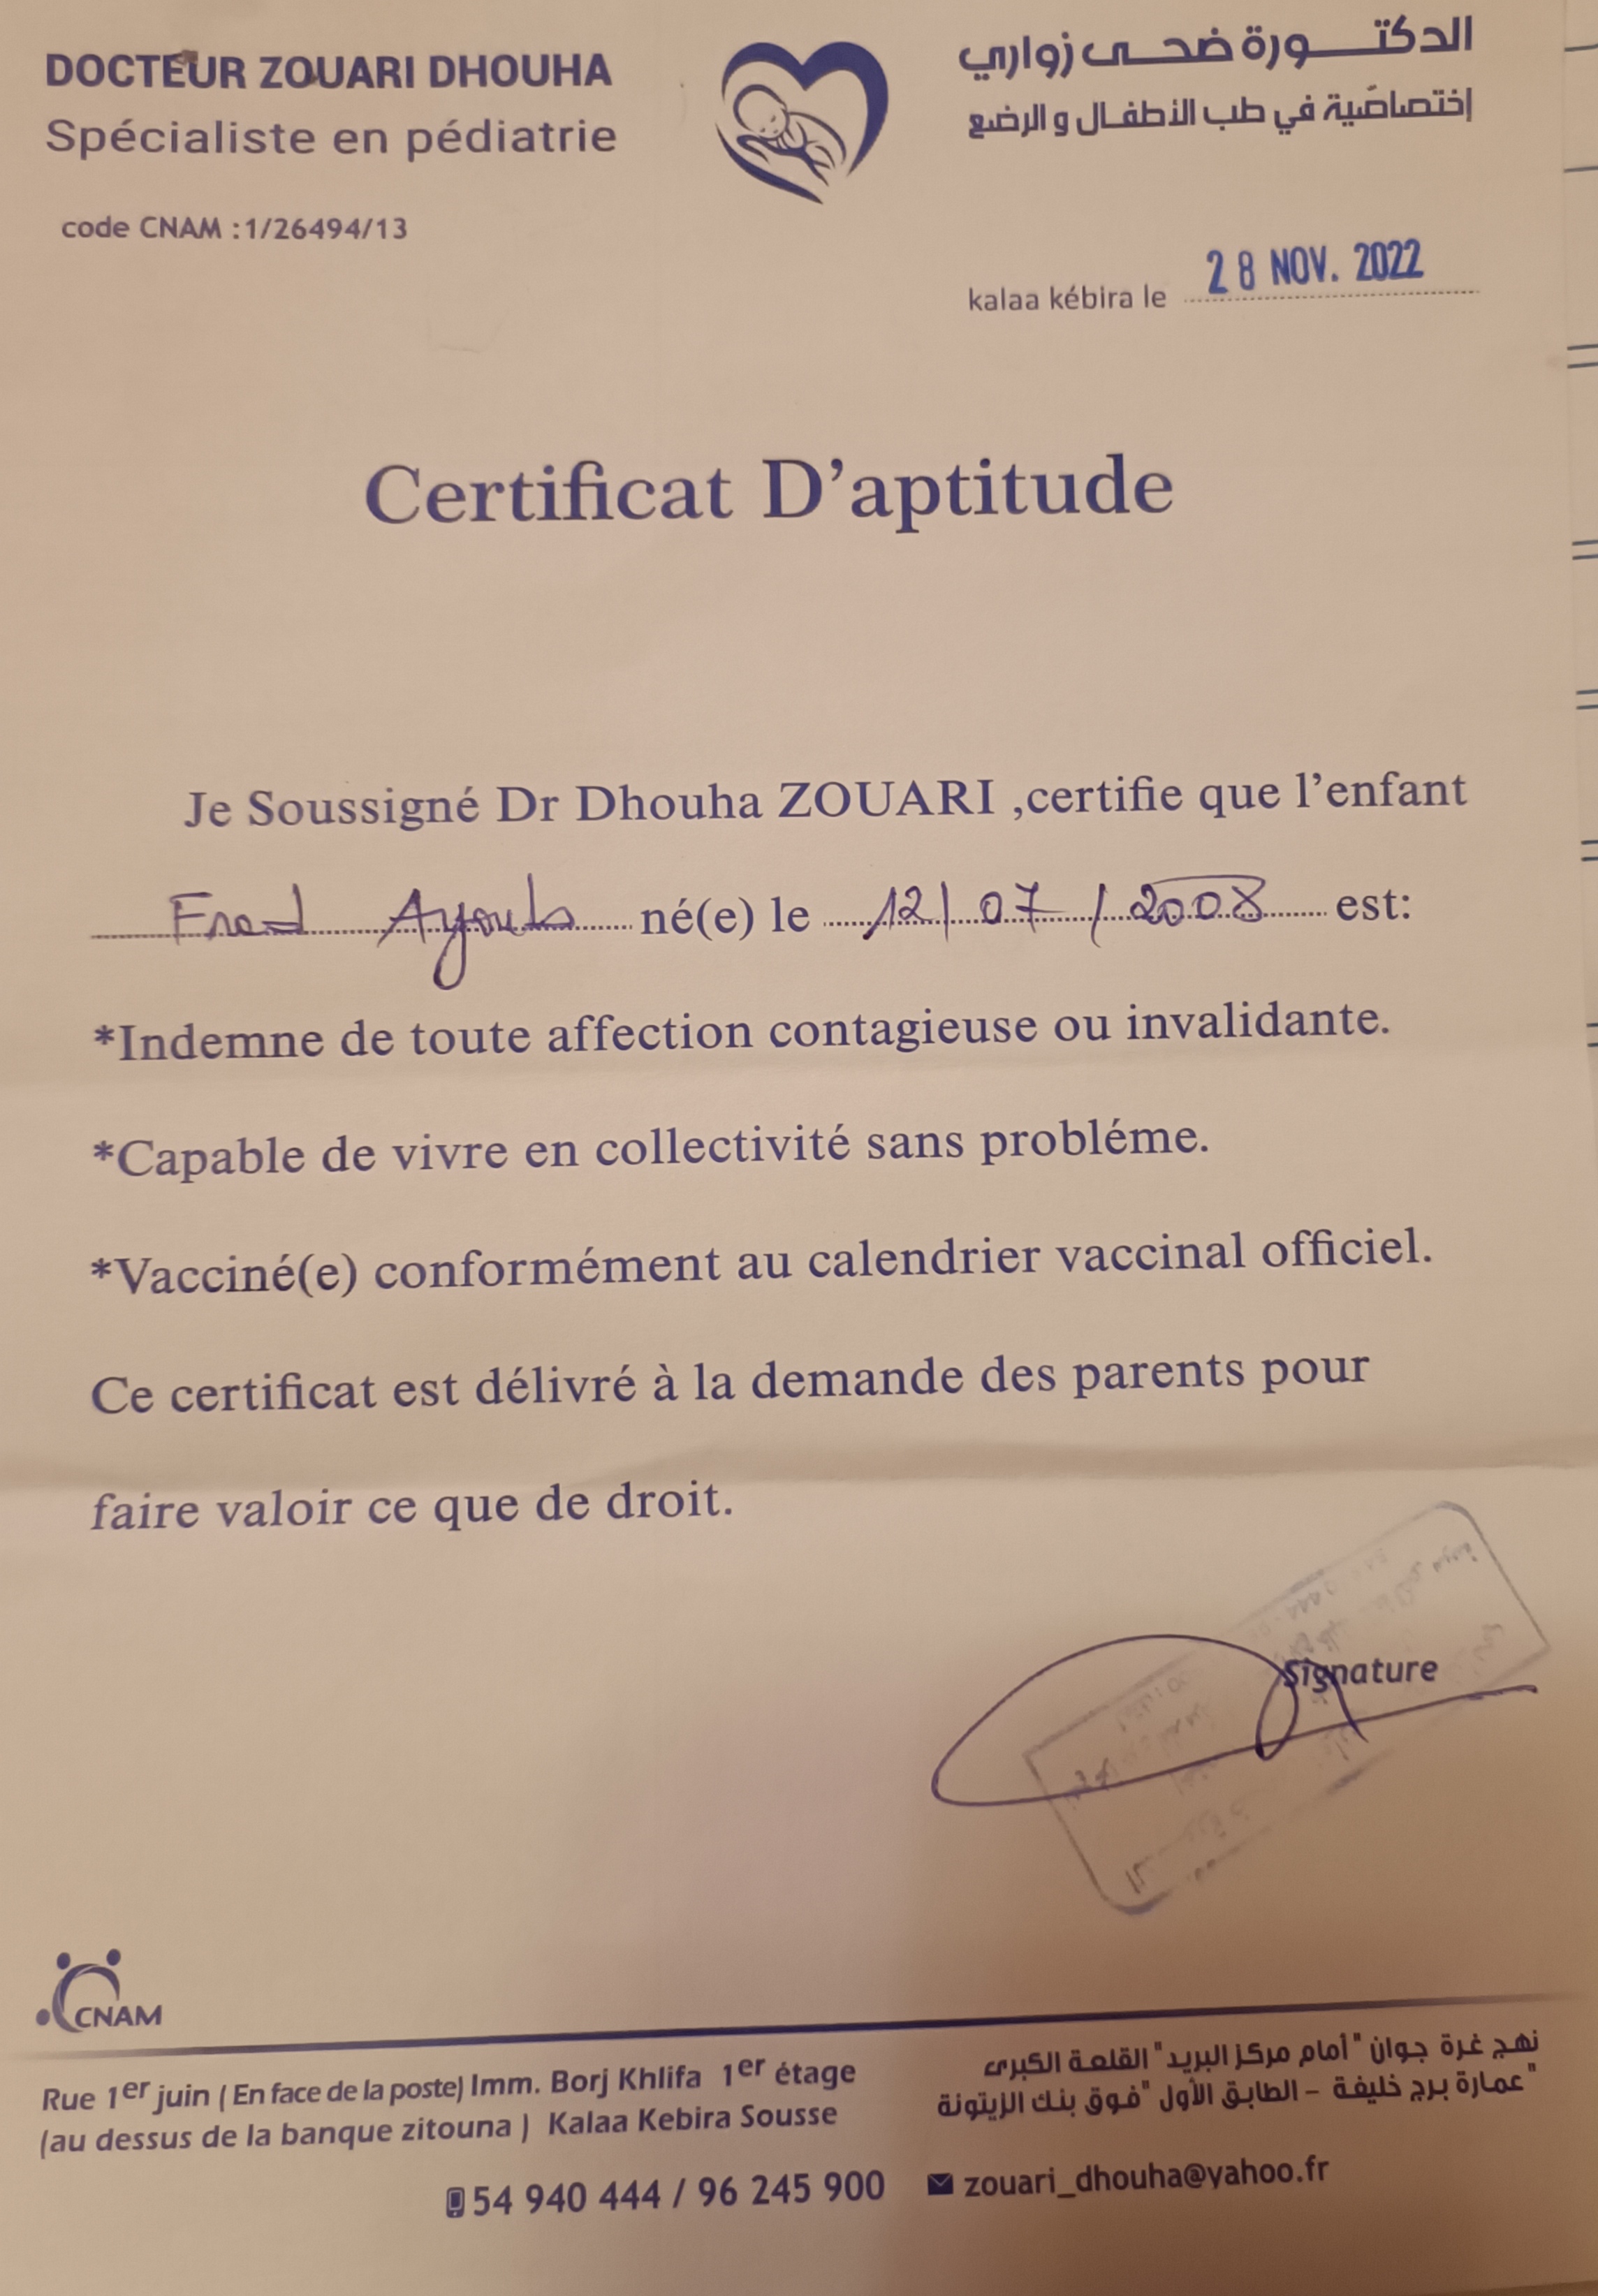 DOCTEUR ZOUARI DHOUHA
Spécialiste en pédiatrie
code CNAM :1/26494/13
الدكتـــورة ضحـــى زواري
إختصاصّية في طب الأطفـال و الرضع
kalaa kébira le 28 NOV. 2022
Certificat D’aptitude
Je Soussigné Dr Dhouha ZOUARI ,certifie que l’enfant
Ayoub né(e) le 12/07/2008 est:
*Indemne de toute affection contagieuse ou invalidante.
*Capable de vivre en collectivité sans probléme.
*Vacciné(e) conformément au calendrier vaccinal officiel.
Ce certificat est délivré à la demande des parents pour
faire valoir ce que de droit.
Signature
CNAM
Rue 1er juin ( En face de la poste) Imm. Borj Khlifa 1er étage
(au dessus de la banque zitouna ) Kalaa Kebira Sousse
نهج غرة جوان "أمام مركز البريد" القلعة الكبرى
"عمارة برج خليفة – الطابق الأول "فوق بنك الزيتونة
54 940 444 / 96 245 900 zouari_dhouha@yahoo.fr